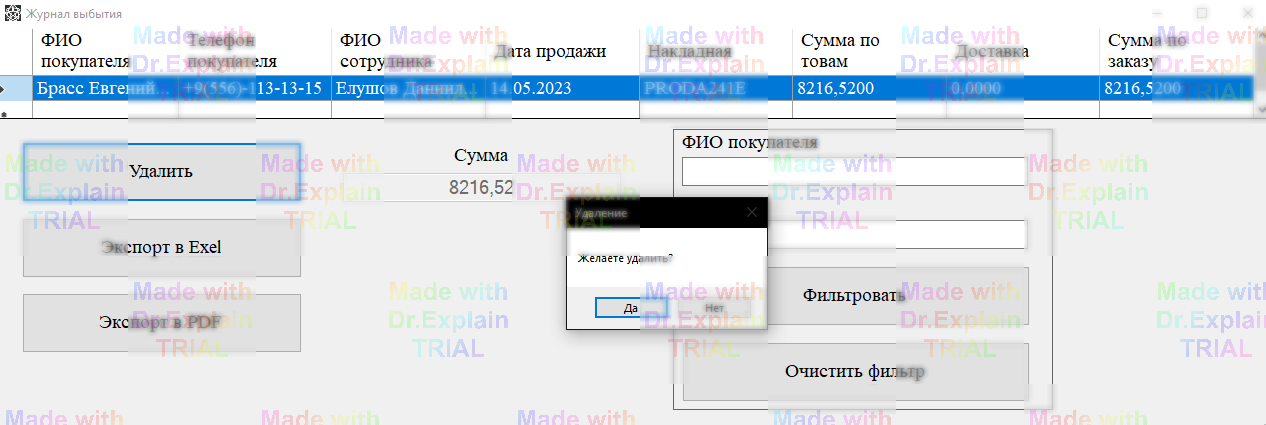 Журнал выбытия
ФИО покупателя
Телефон покупателя
ФИО сотрудника
Дата продажи
Накладная
Сумма по товам
Доставка
Сумма по заказу
Брасс Евгений... +9(556)-113-13-15 Елушов Даниил... 14.05.2023 PRODA241E 8216,5200 0,0000 8216,5200
Удалить
Экспорт в Exel
Экспорт в PDF
Сумма
8216,52
ФИО покупателя
Фильтровать
Очистить фильтр
Удаление
Желаете удалить?
Да Нет
Made with
Dr.Explain
TRIAL